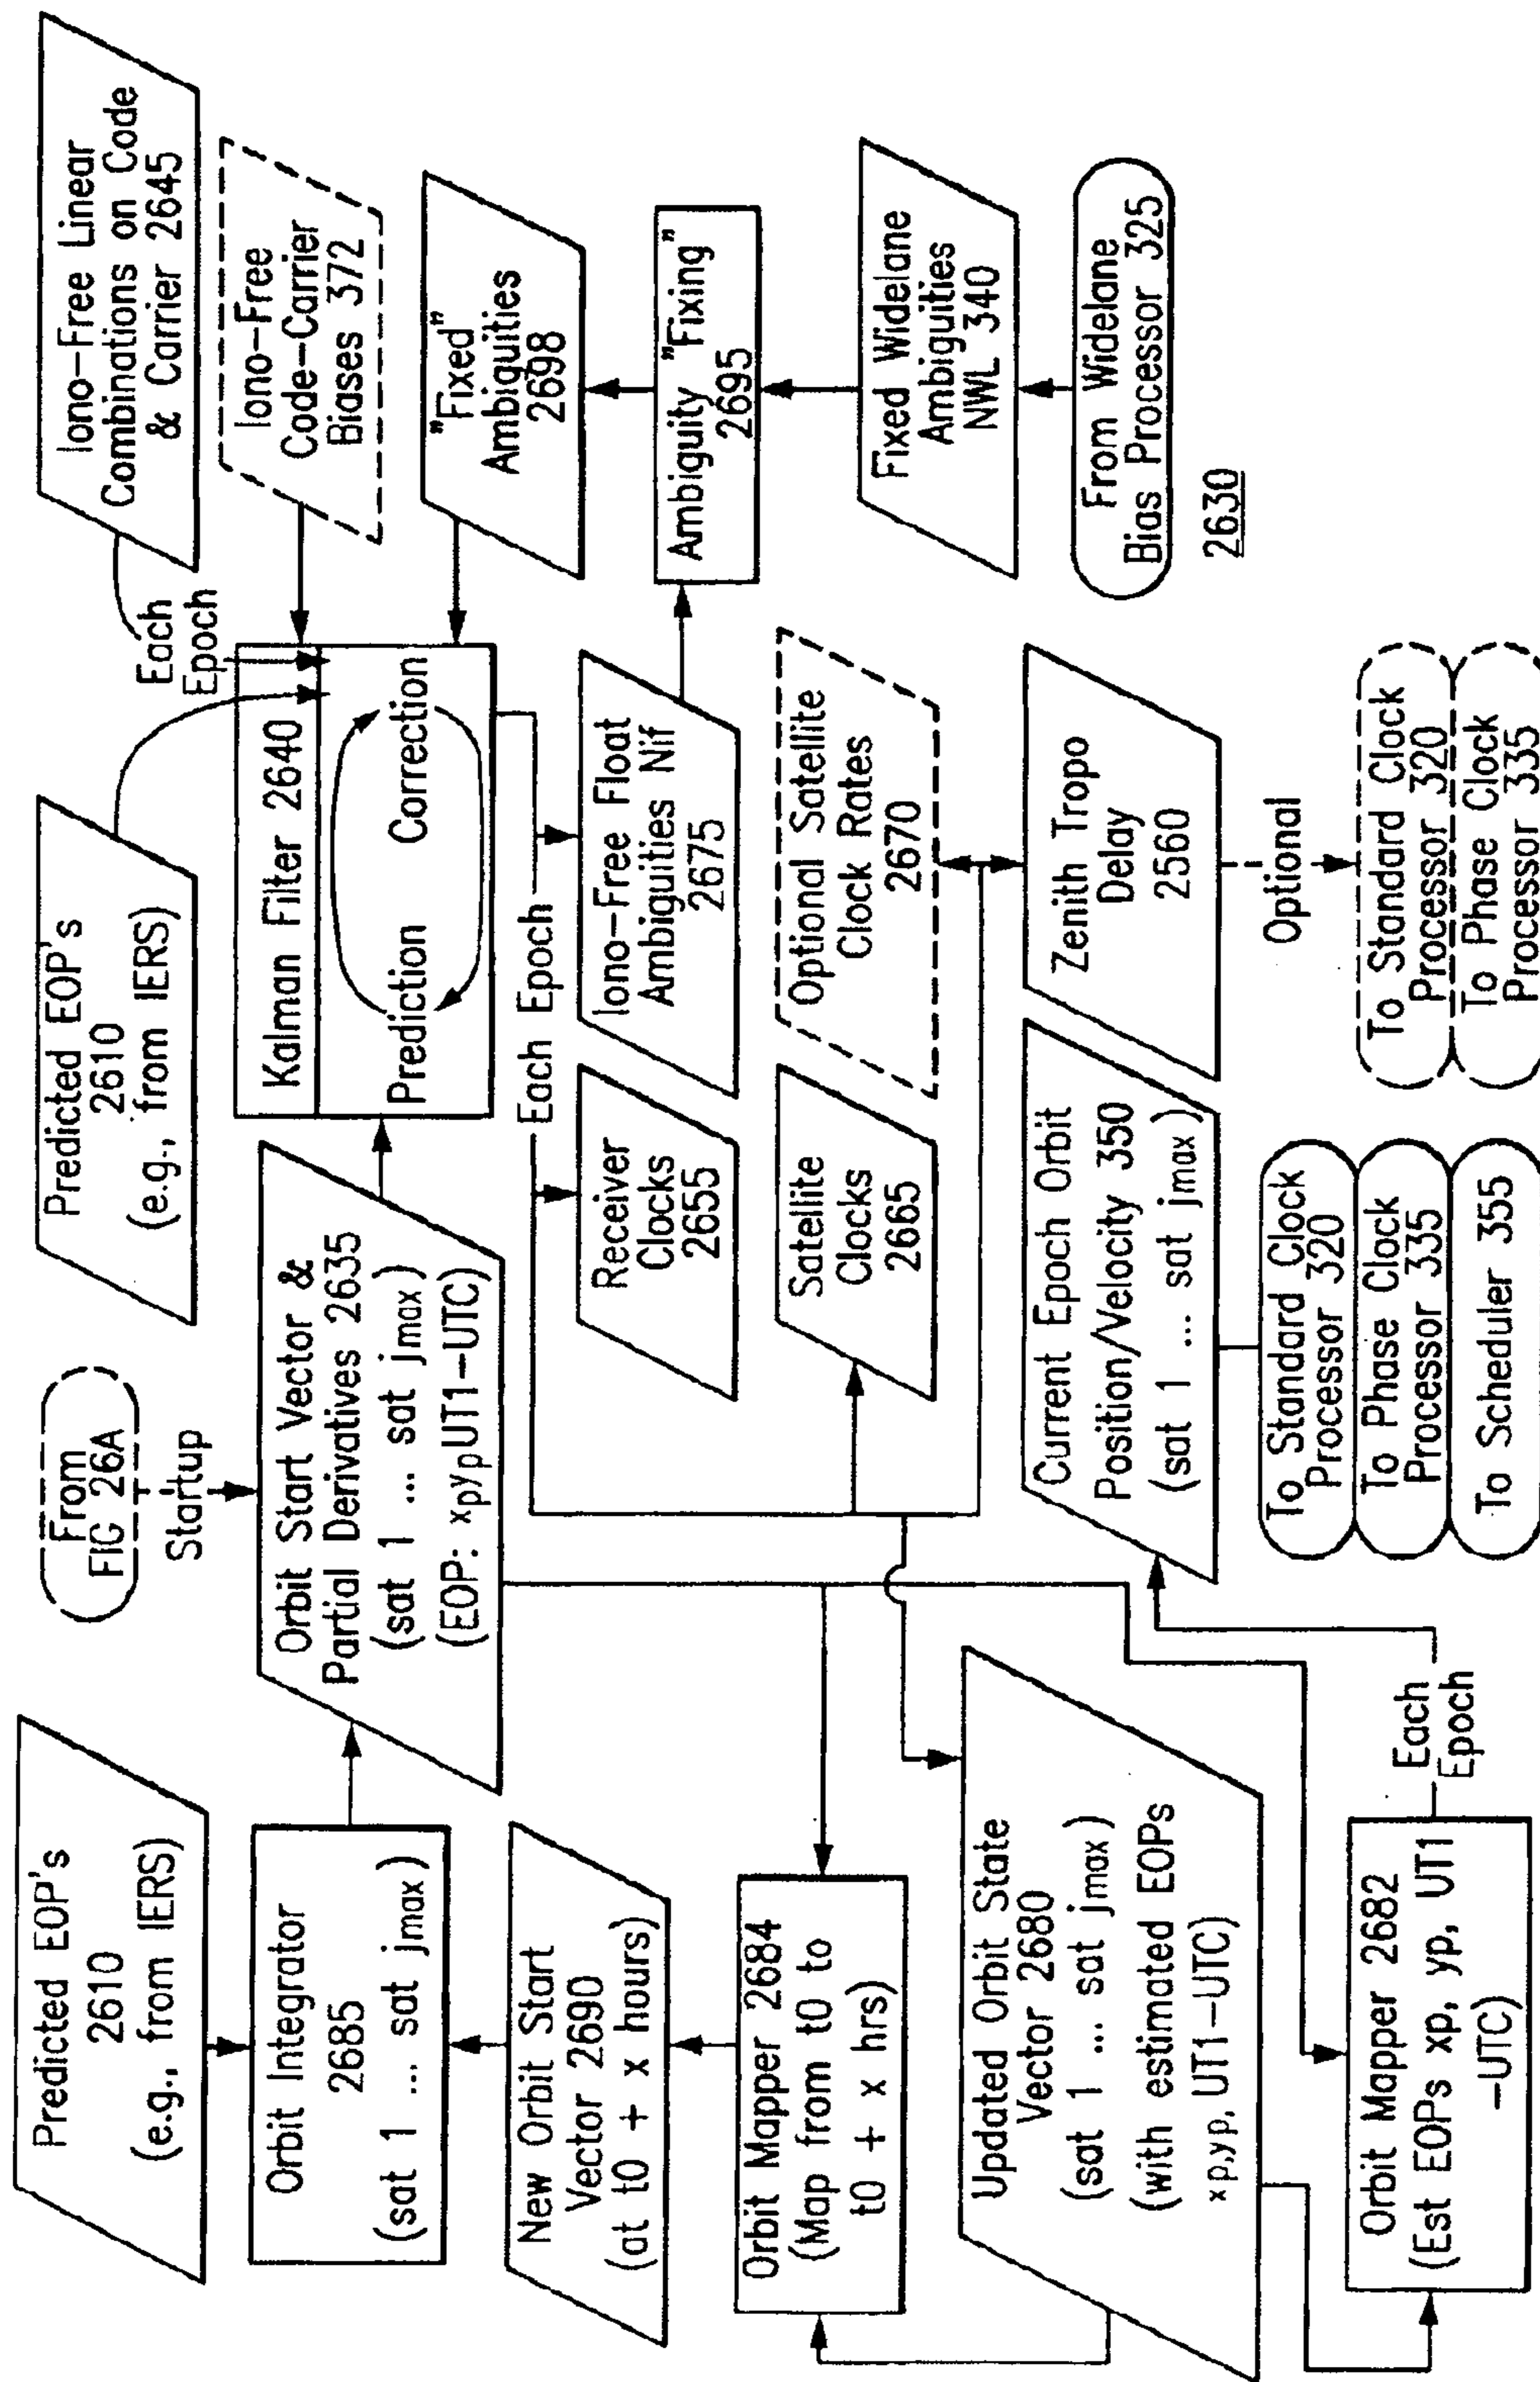 Predicted EOP's
2610
(e.g., from IERS)
Orbit Integrator
2685
(sat 1 ... sat jmax)
New Orbit Start
Vector 2690
(at t0 + x hours)
Orbit Mapper 2684
(Map from t0 to
t0 + x hrs)
Updated Orbit State
Vector 2680
(sat 1 ... sat jmax)
(with estimated EOPs
xp,yp, UT1-UTC)
Orbit Mapper 2682
(Est EOPs xp, yp, UT1
-UTC)
Each
Epoch
From
FIG 26A
Startup
Orbit Start Vector &
Partial Derivatives 2635
(sat 1 ... sat jmax)
(EOP: xpypUT1-UTC)
Predicted EOP's
2610
(e.g., from IERS)
Kalman Filter 2640
Prediction Correction
Each
Epoch
Each Epoch
Receiver
Clocks
2655
Iono-Free Float
Ambiguities Nif
2675
Satellite
Clocks
2665
Optional Satellite
Clock Rates
2670
Current Epoch Orbit
Position/Velocity 350
(sat 1 ... sat jmax)
Zenith Tropo
Delay
2560
Optional
To Standard Clock
Processor 320
To Phase Clock
Processor 335
To Scheduler 355
To Standard Clock
Processor 320
To Phase Clock
Processor 335
Iono-Free Linear
Combinations on Code
& Carrier 2645
Iono-Free
Code-Carrier
Biases 372
"Fixed"
Ambiguities
2698
Ambiguity "Fixing"
2695
Fixed Widelane
Ambiguities
NWL 340
From Widelane
Bias Processor 325
2630